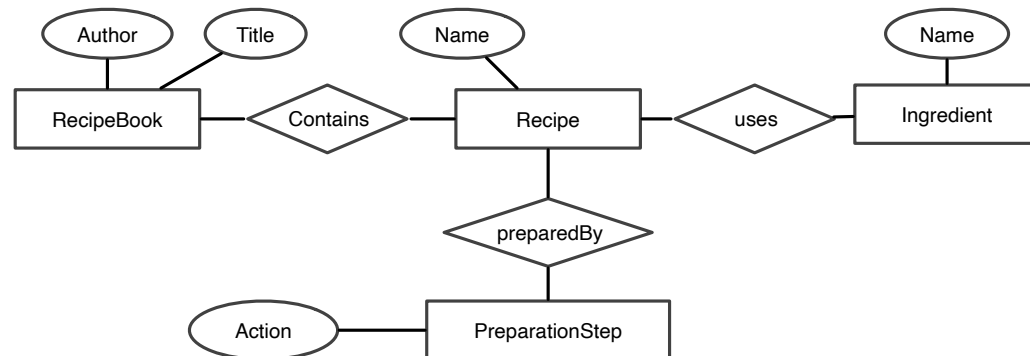 Author
Title
Name
Name
RecipeBook
Contains
Recipe
uses
Ingredient
preparedBy
Action
PreparationStep